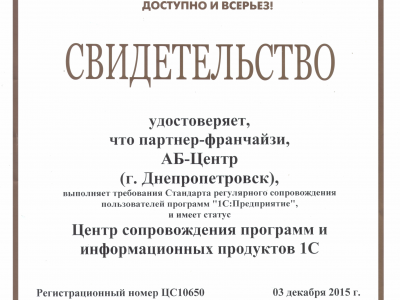 ДОСТУПНО И ВСЕРЬЕЗ!
СВИДЕТЕЛЬСТВО
удостоверяет,
что партнер-франчайзи,
АБ-Центр
(г. Днепропетровск),
выполняет требования Стандарта регулярного сопровождения
пользователей программ "1С:Предприятие",
и имеет статус
Центр сопровождения программ и
информационных продуктов 1С
Регистрационный номер ЦС10650 03 декабря 2015 г.